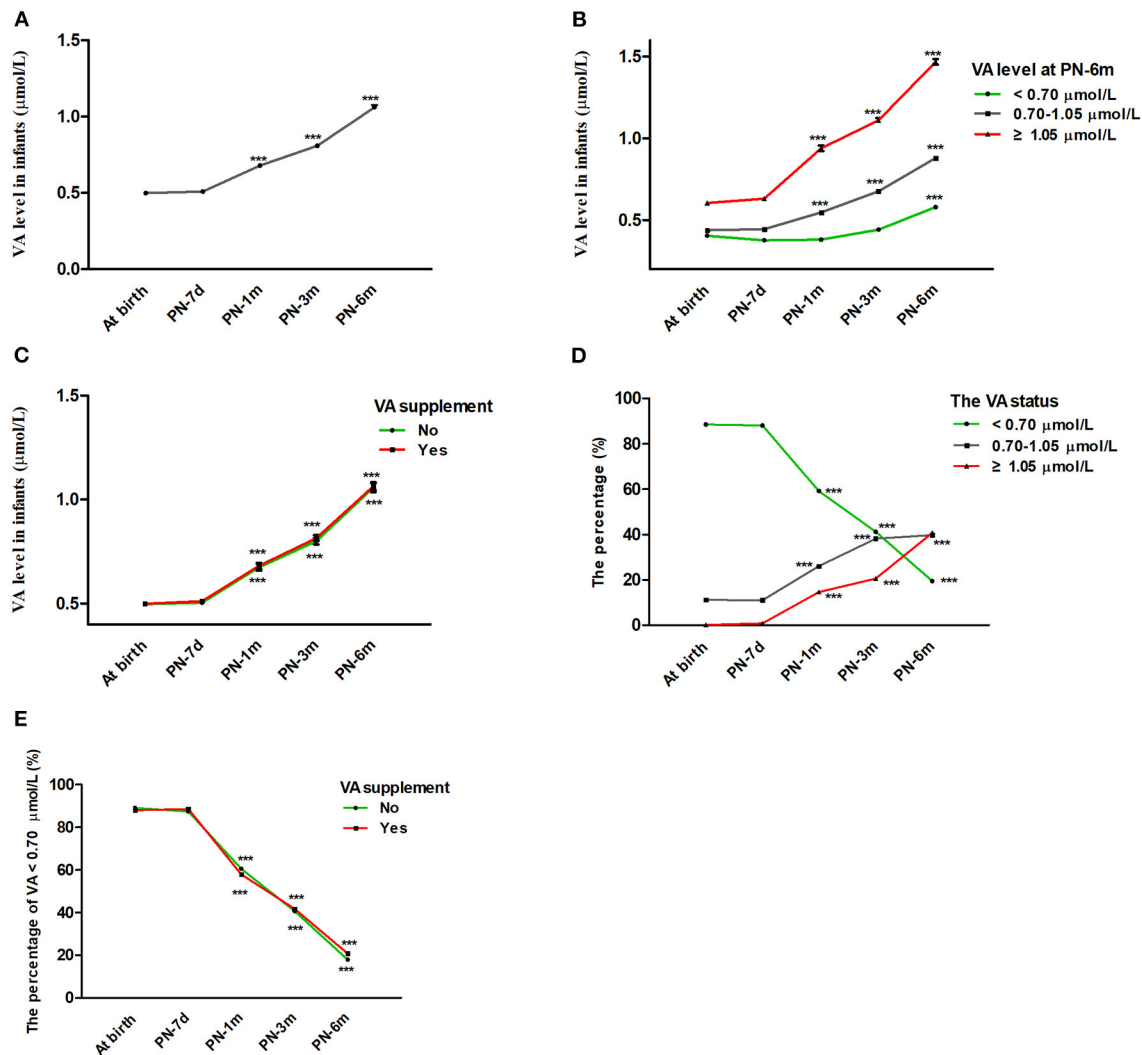 A
VA level in infants (μmol/L)
1.5
1.0
0.5
0.0
***
***
***
At birth
PN-7d
PN-1m
PN-3m
PN-6m
B
VA level in infants (μmol/L)
1.5
1.0
0.5
***
***
***
***
***
***
***
VA level at PN-6m
< 0.70 μmol/L
0.70-1.05 μmol/L
≥ 1.05 μmol/L
At birth
PN-7d
PN-1m
PN-3m
PN-6m
C
VA level in infants (μmol/L)
1.5
1.0
0.5
VA supplement
No
Yes
***
***
***
***
***
***
At birth
PN-7d
PN-1m
PN-3m
PN-6m
D
The percentage (%)
100
80
60
40
20
0
The VA status
< 0.70 μmol/L
0.70-1.05 μmol/L
≥ 1.05 μmol/L
***
***
***
***
***
***
***
***
***
At birth
PN-7d
PN-1m
PN-3m
PN-6m
E
The percentage of VA < 0.70 μmol/L (%)
100
80
60
40
20
0
VA supplement
No
Yes
***
***
***
***
***
***
At birth
PN-7d
PN-1m
PN-3m
PN-6m